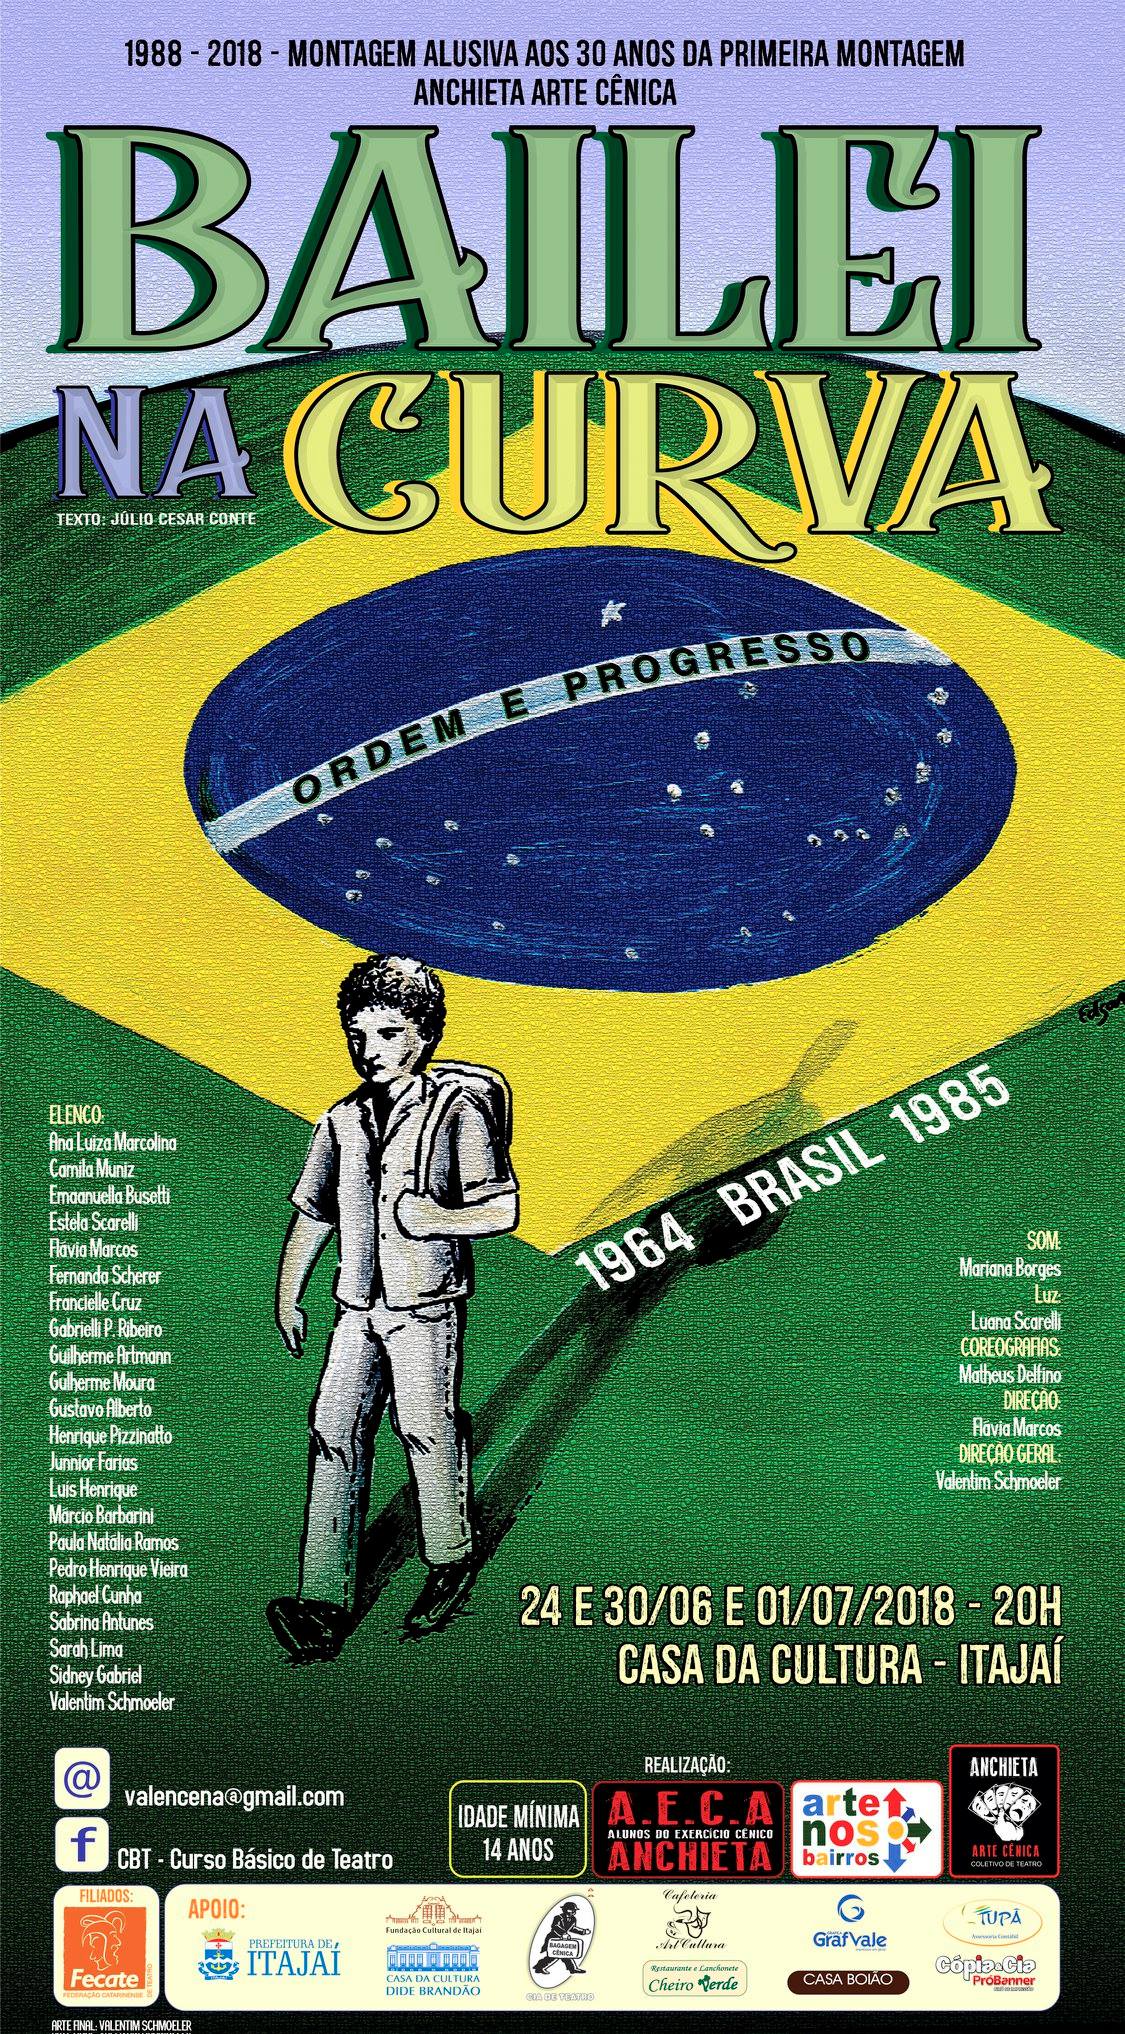 1988 - 2018 - MONTAGEM ALUSIVA AOS 30 ANOS DA PRIMEIRA MONTAGEM
ANCHIETA ARTE CÊNICA
BAILEI
NA CURVA
TEXTO: JÚLIO CESAR CONTE
ORDEM E PROGRESSO
1964 BRASIL 1985
ELENCO:
Ana Luiza Marcolina
Camila Muniz
Emaanuella Busetti
Estela Scarelli
Flávia Marcos
Fernanda Scherer
Francielle Cruz
Gabrielli P. Ribeiro
Guilherme Artmann
Gulherme Moura
Gustavo Alberto
Henrique Pizzinatto
Junnior Farias
Luis Henrique
Márcio Barbarini
Paula Natália Ramos
Pedro Henrique Vieira
Raphael Cunha
Sabrina Antunes
Sarah Lima
Sidney Gabriel
Valentim Schmoeler
SOM:
Mariana Borges
Luz:
Luana Scarelli
COREOGRAFIAS:
Matheus Delfino
DIREÇÃO:
Flávia Marcos
DIREÇÃO GERAL:
Valentim Schmoeler
24 E 30/06 E 01/07/2018 - 20H
CASA DA CULTURA - ITAJAÍ
@ valencena@gmail.com
f CBT - Curso Básico de Teatro
IDADE MÍNIMA
14 ANOS
REALIZAÇÃO:
A.E.C.A
ALUNOS DO EXERCÍCIO CÊNICO
ANCHIETA
arte
nos
bairros
ANCHIETA
ARTE CÊNICA
COLETIVO DE TEATRO
FILIADOS:
Fecate
FEDERAÇÃO CATARINENSE
DE TEATRO
APOIO:
PREFEITURA DE
ITAJAÍ
Fundação Cultural de Itajaí
CASA DA CULTURA
DIDE BRANDÃO
BAGAGEM
CÊNICA
CIA DE TEATRO
Cafeteria
Art'Cultura
Restaurante e Lanchonete
Cheiro Verde
GrafVale
CASA BOIÃO
TUPÃ
Assessoria Contábil
Cópia&Cia
PróBanner
ARTE FINAL: VALENTIM SCHMOELER